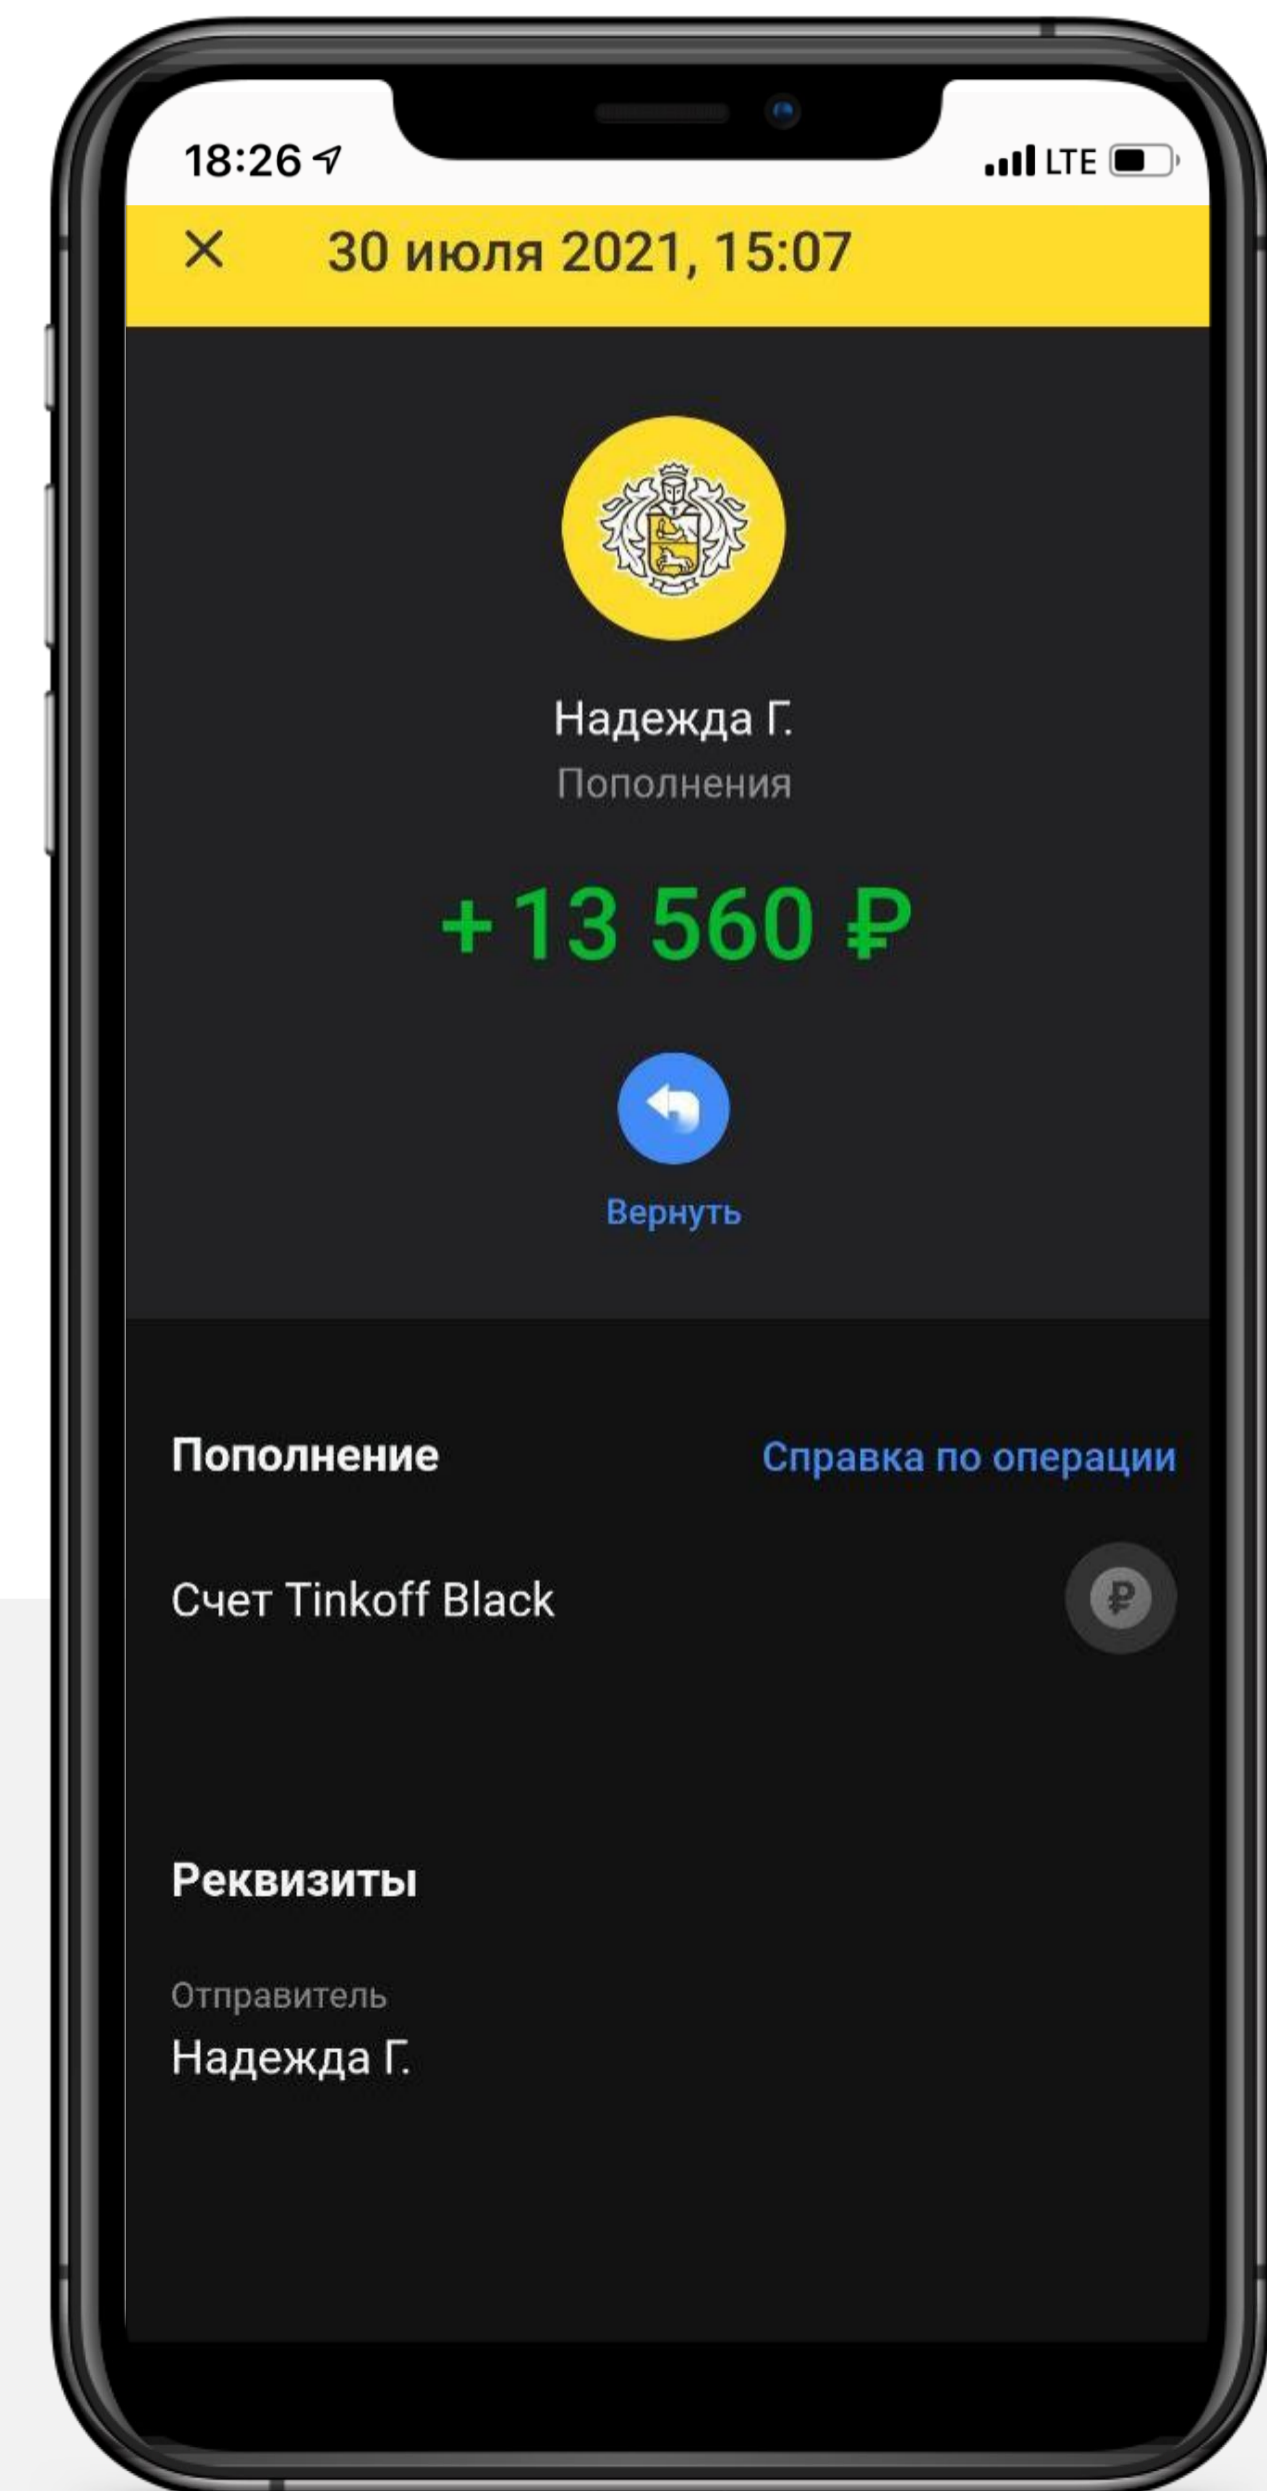 18:26 LTE
30 июля 2021, 15:07
Надежда Г.
Пополнения
+13 560 ₽
Вернуть
Пополнение Справка по операции
Счет Tinkoff Black ₽
Реквизиты
Отправитель
Надежда Г.